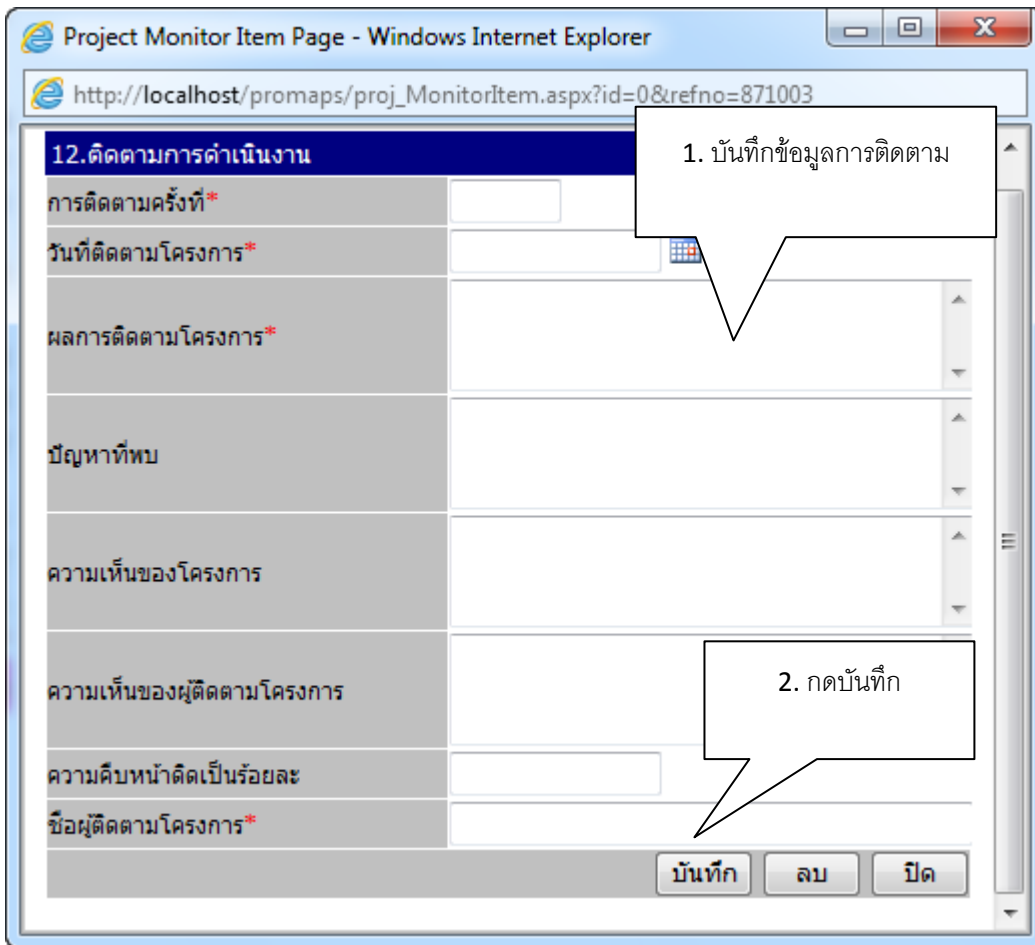 Project Monitor Item Page - Windows Internet Explorer
http://localhost/promaps/proj_MonitorItem.aspx?id=0&refno=871003
12.ติดตามการดำเนินงาน
1. บันทึกข้อมูลการติดตาม
การติดตามครั้งที่*
วันที่ติดตามโครงการ*
ผลการติดตามโครงการ*
ปัญหาที่พบ
ความเห็นของโครงการ
ความเห็นของผู้ติดตามโครงการ
2. กดบันทึก
ความคืบหน้าคิดเป็นร้อยละ
ชื่อผู้ติดตามโครงการ*
บันทึก ลบ ปิด